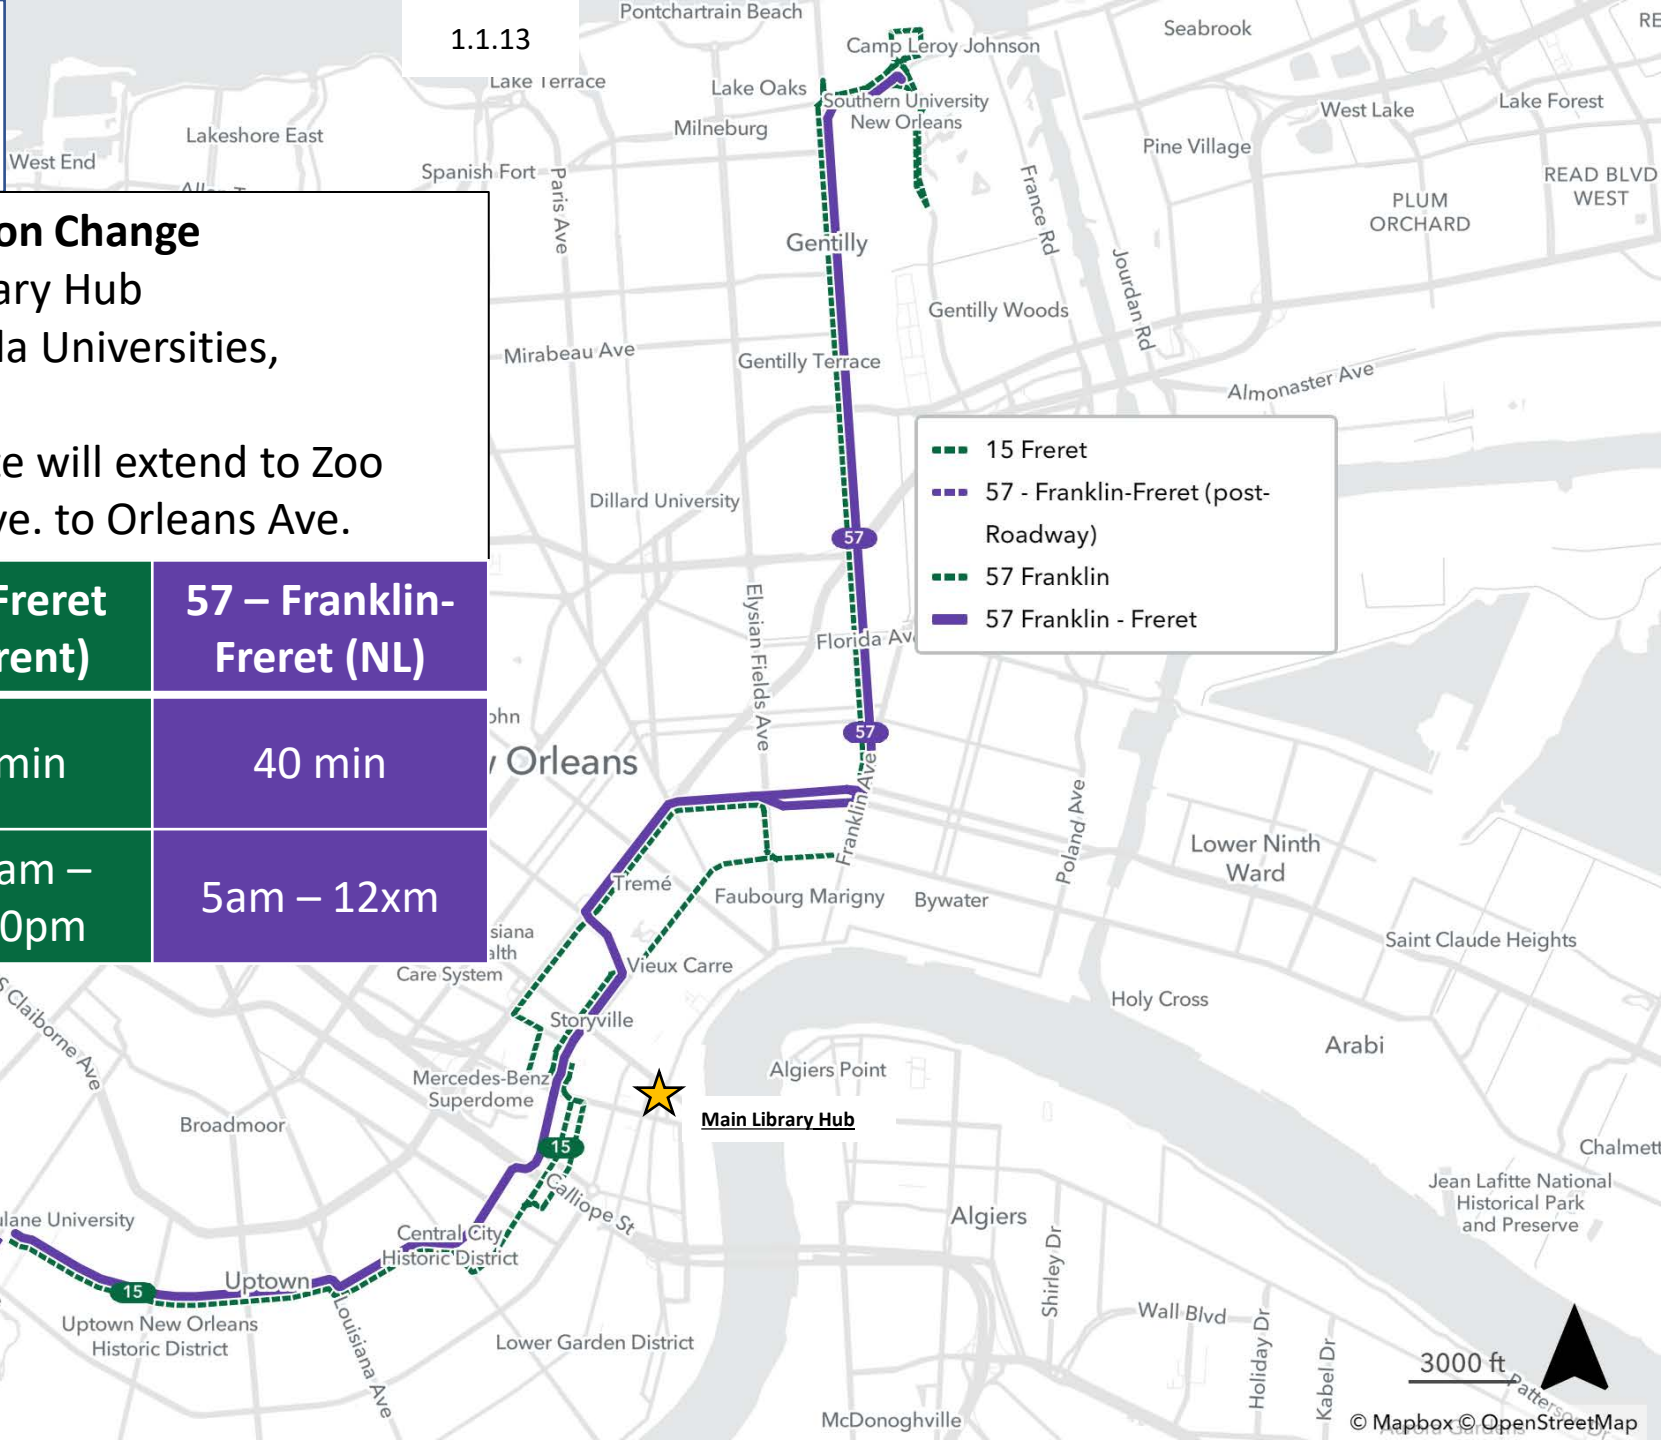 1.1.13
on Change
ary Hub
la Universities,
te will extend to Zoo
ve. to Orleans Ave.
Freret
rent)
57 – Franklin-
Freret (NL)
min
40 min
am –
0pm
5am – 12xm
15 Freret
57 - Franklin-Freret (post-
Roadway)
57 Franklin
57 Franklin - Freret
Pontchartrain Beach
Camp Leroy Johnson
Seabrook
RE
Lake Terrace
Lake Oaks
Southern University
New Orleans
West Lake
Lake Forest
Lakeshore East
Milneburg
Pine Village
West End
Spanish Fort
Paris Ave
France Rd
READ BLVD
WEST
PLUM
ORCHARD
Gentilly
Jourdan Rd
Gentilly Woods
Mirabeau Ave
Gentilly Terrace
Almonaster Ave
Dillard University
57
Elysian Fields Ave
Florida Av
57
ohn
Orleans
Franklin Ave
Poland Ave
Lower Ninth
Ward
Tremé
Faubourg Marigny
Bywater
siana
alth
Care System
Vieux Carre
Saint Claude Heights
S Claiborne Ave
Storyville
Holy Cross
Arabi
Mercedes-Benz
Superdome
Algiers Point
Main Library Hub
Broadmoor
15
Chalmett
Calliope St
Jean Lafitte National
Historical Park
and Preserve
ulane University
Central City
Historic District
Algiers
Shirley Dr
Uptown
15
Uptown New Orleans
Historic District
Louisiana Ave
Lower Garden District
Wall Blvd
Holiday Dr
Kabel Dr
3000 ft
McDonoghville
© Mapbox © OpenStreetMap